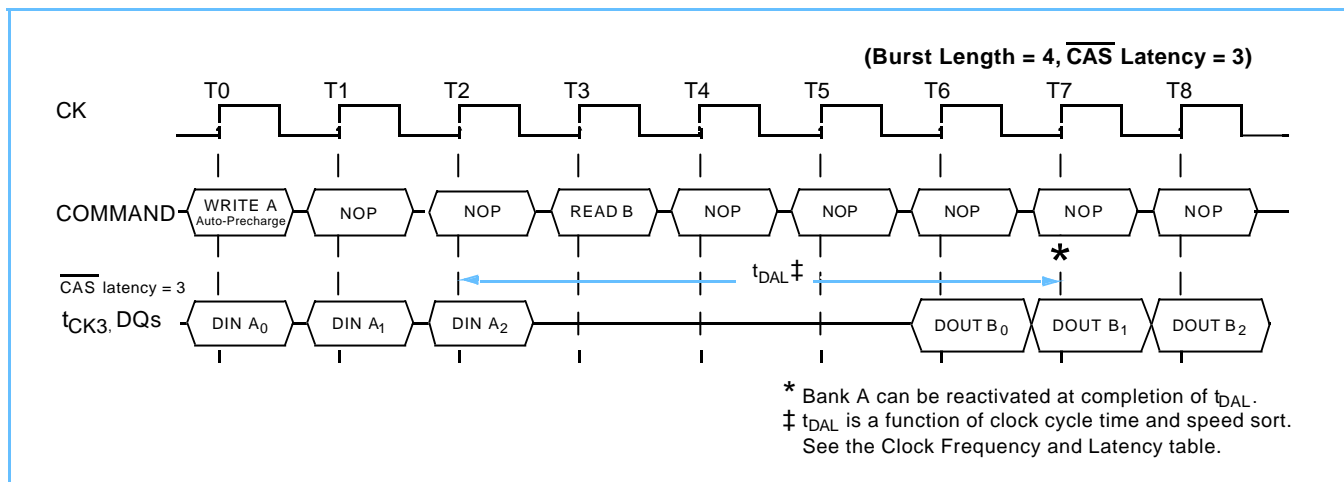 (Burst Length = 4, CAS Latency = 3)
T0 T1 T2 T3 T4 T5 T6 T7 T8
CK
COMMAND
WRITE A
Auto-Precharge
NOP NOP READ B NOP NOP NOP NOP NOP
*
tDAL‡
CAS latency = 3
tCK3, DQs
DIN A0 DIN A1 DIN A2 DOUT B0 DOUT B1 DOUT B2
* Bank A can be reactivated at completion of tDAL.
‡ tDAL is a function of clock cycle time and speed sort.
See the Clock Frequency and Latency table.